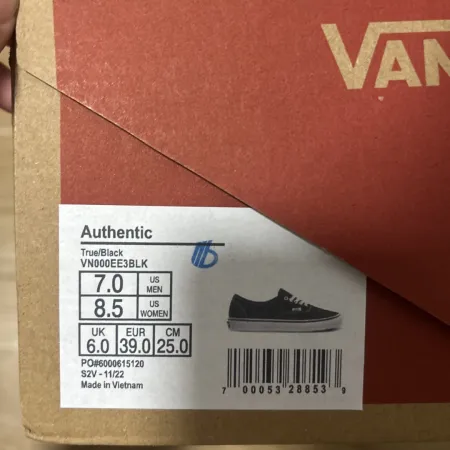 VAN
Authentic
True/Black
VN000EE3BLK
7.0 US MEN
8.5 US WOMEN
UK EUR CM
6.0 39.0 25.0
PO#6000615120
S2V - 11/22
Made in Vietnam
7 00053 28853 9